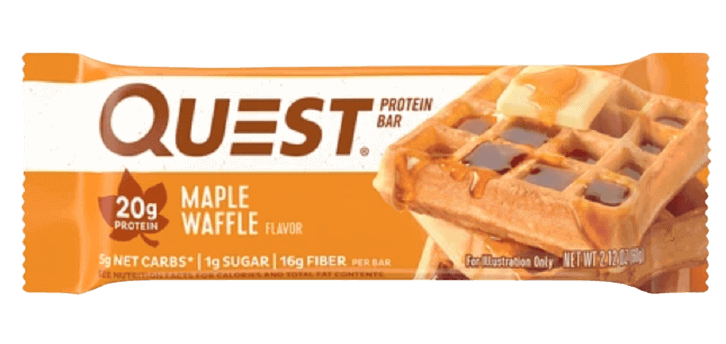 QUEST® PROTEIN BAR
20g PROTEIN
MAPLE
WAFFLE FLAVOR
5g NET CARBS* | 1g SUGAR | 16g FIBER PER BAR
SEE NUTRITION FACTS FOR CALORIES AND TOTAL FAT CONTENTS.
For Illustration Only NET WT 2.12 OZ (60g)